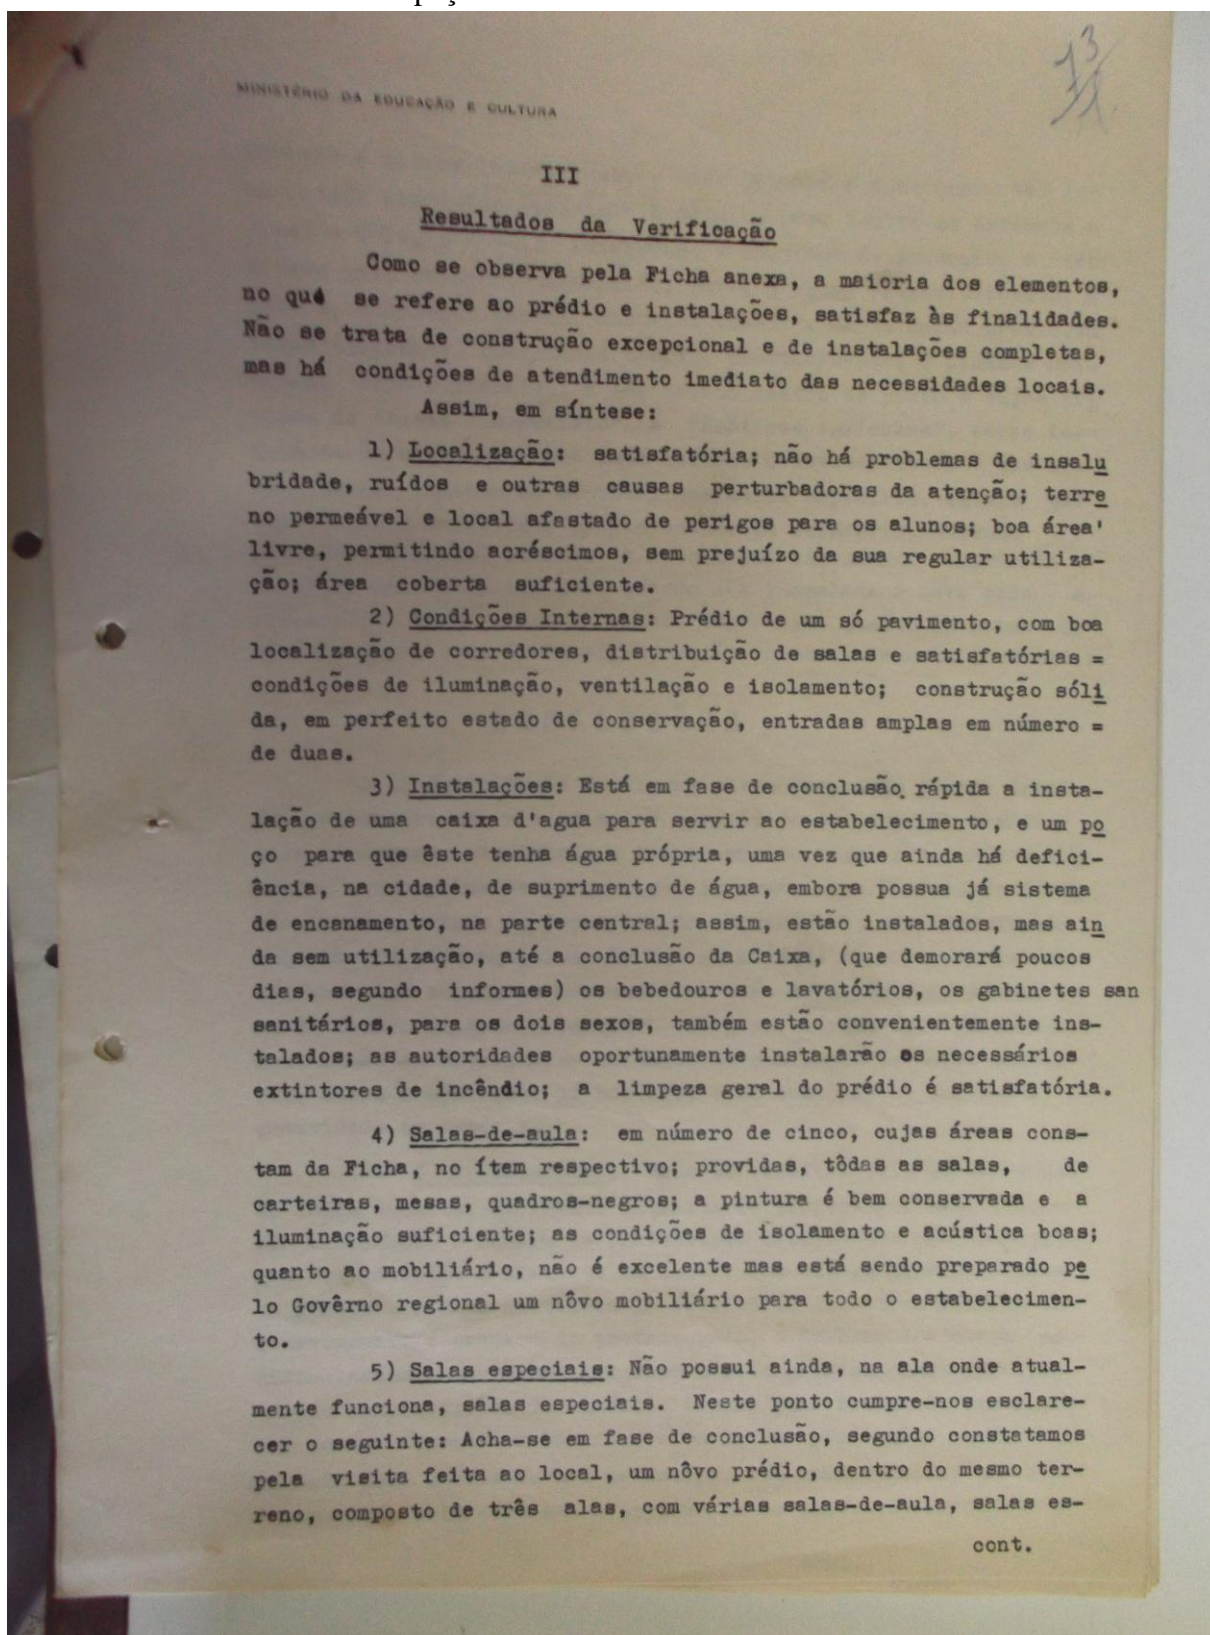 MINISTÉRIO DA EDUCAÇÃO E CULTURA
13
III
Resultados da Verificação
Como se observa pela Ficha anexa, a maioria dos elementos,
no que se refere ao prédio e instalações, satisfaz às finalidades.
Não se trata de construção excepcional e de instalações completas,
mas há condições de atendimento imediato das necessidades locais.
Assim, em síntese:
1) Localização: satisfatória; não há problemas de insalu
bridade, ruídos e outras causas perturbadoras da atenção; terre
no permeável e local afastado de perigos para os alunos; boa área'
livre, permitindo acréscimos, sem prejuízo da sua regular utiliza-
ção; área coberta suficiente.
2) Condições Internas: Prédio de um só pavimento, com boa
localização de corredores, distribuição de salas e satisfatórias =
condições de iluminação, ventilação e isolamento; construção sóli
da, em perfeito estado de conservação, entradas amplas em número =
de duas.
3) Instalações: Está em fase de conclusão rápida a insta-
lação de uma caixa d'agua para servir ao estabelecimento, e um po
ço para que êste tenha água própria, uma vez que ainda há defici-
ência, na cidade, de suprimento de água, embora possua já sistema
de encanamento, na parte central; assim, estão instalados, mas ain
da sem utilização, até a conclusão da Caixa, (que demorará poucos
dias, segundo informes) os bebedouros e lavatórios, os gabinetes san
sanitários, para os dois sexos, também estão convenientemente ins-
talados; as autoridades oportunamente instalarão os necessários
extintores de incêndio; a limpeza geral do prédio é satisfatória.
4) Salas-de-aula: em número de cinco, cujas áreas cons-
tam da Ficha, no ítem respectivo; providas, tôdas as salas, de
carteiras, mesas, quadros-negros; a pintura é bem conservada e a
iluminação suficiente; as condições de isolamento e acústica boas;
quanto ao mobiliário, não é excelente mas está sendo preparado pe
lo Govêrno regional um nôvo mobiliário para todo o estabelecimen-
to.
5) Salas especiais: Não possui ainda, na ala onde atual-
mente funciona, salas especiais. Neste ponto cumpre-nos esclare-
cer o seguinte: Acha-se em fase de conclusão, segundo constatamos
pela visita feita ao local, um nôvo prédio, dentro do mesmo ter-
reno, composto de três alas, com várias salas-de-aula, salas es-
cont.